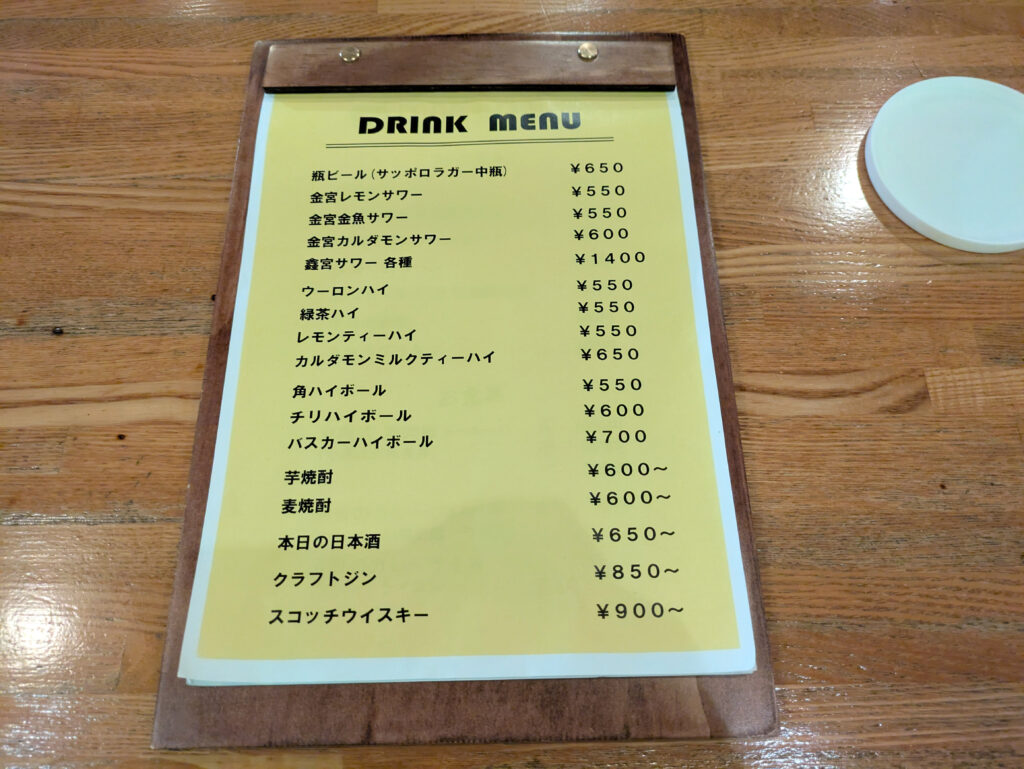 DRINK MENU
瓶ビール(サッポロラガー中瓶) ￥650
金宮レモンサワー ￥550
金宮金魚サワー ￥550
金宮カルダモンサワー ￥600
鑫宮サワー 各種 ￥1400
ウーロンハイ ￥550
緑茶ハイ ￥550
レモンティーハイ ￥550
カルダモンミルクティーハイ ￥650
角ハイボール ￥550
チリハイボール ￥600
バスカーハイボール ￥700
芋焼酎 ￥600～
麦焼酎 ￥600～
本日の日本酒 ￥650～
クラフトジン ￥850～
スコッチウイスキー ￥900～